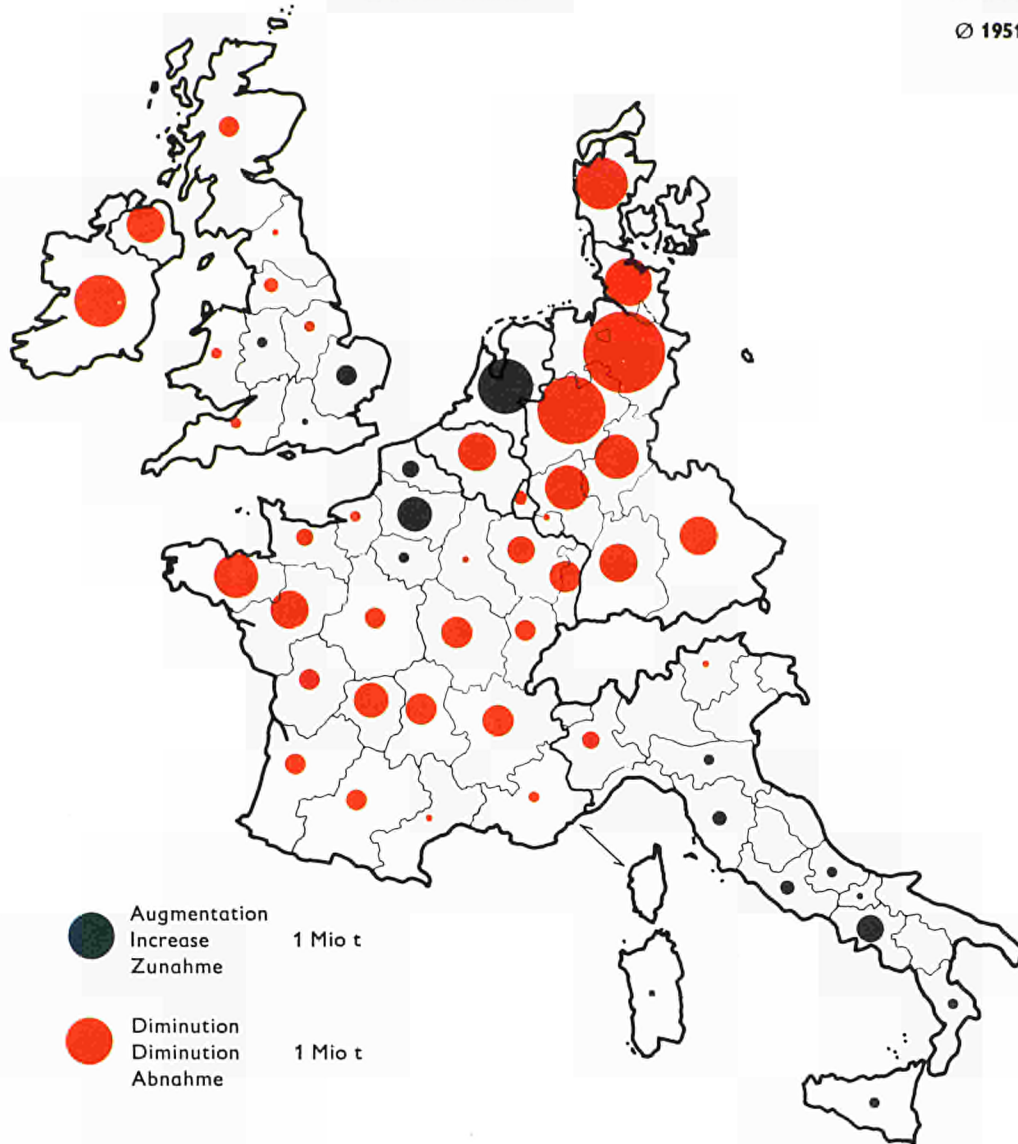 Ø 1951
Augmentation
Increase
Zunahme
1 Mio t
Diminution
Diminution
Abnahme
1 Mio t